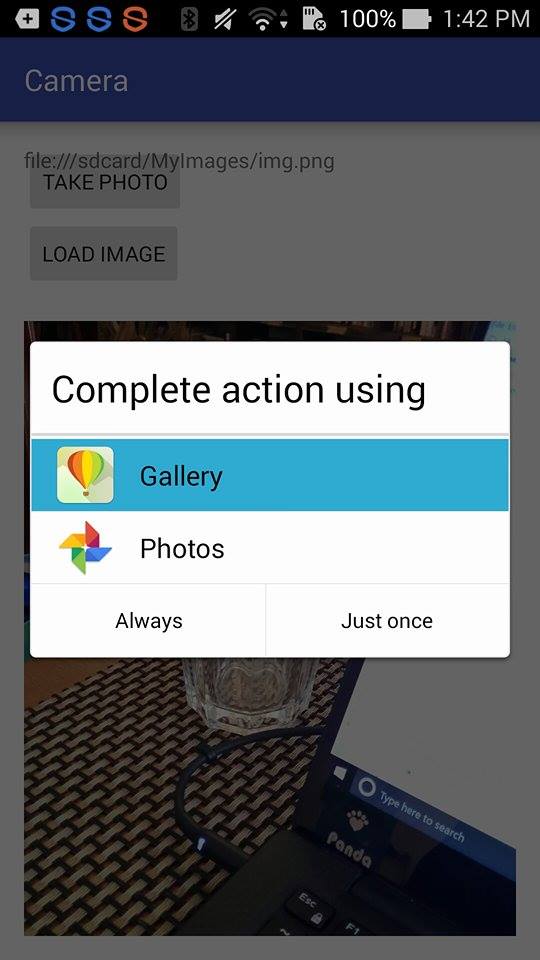 100% 1:42 PM
Camera
file:///sdcard/MyImages/img.png
TAKE PHOTO
LOAD IMAGE
Complete action using
Gallery
Photos
Always
Just once
Type here to search
Panda
Esc
F1
~